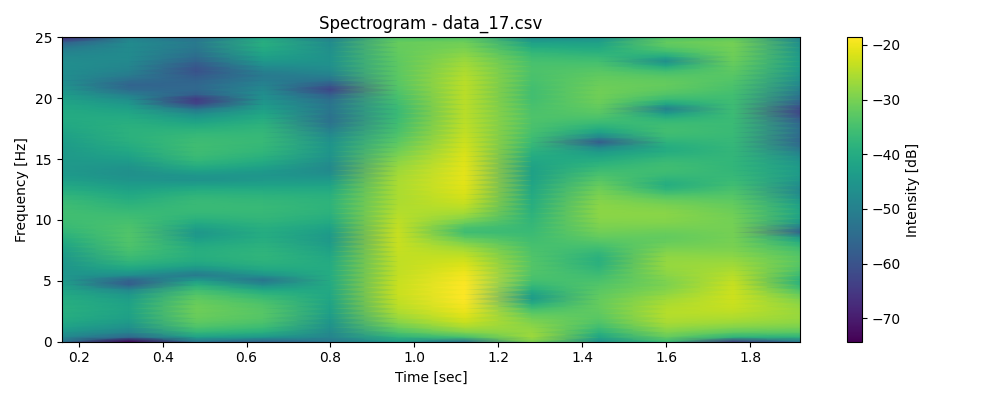 Spectrogram - data_17.csv
25
20
15
10
5
0
Frequency [Hz]
0.2 0.4 0.6 0.8 1.0 1.2 1.4 1.6 1.8
Time [sec]
−20
−30
−40
−50
−60
−70
Intensity [dB]